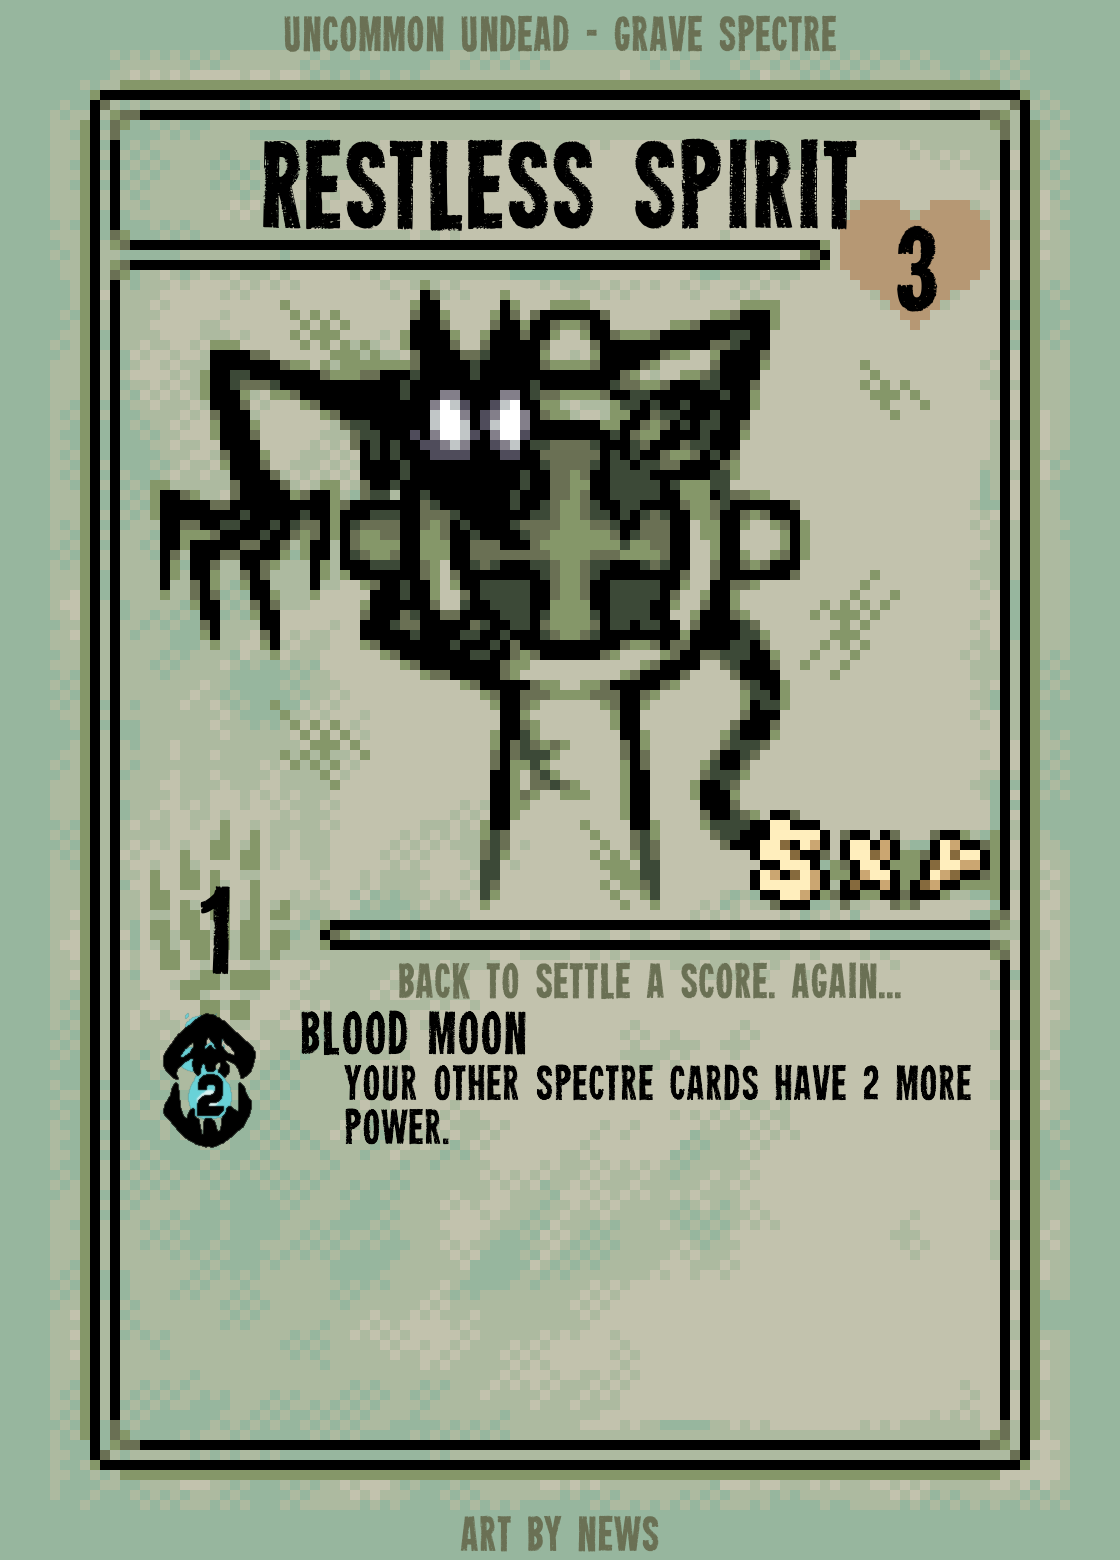 UNCOMMON UNDEAD - GRAVE SPECTRE
RESTLESS SPIRIT
3
SXP
1
BACK TO SETTLE A SCORE. AGAIN...
2
BLOOD MOON
YOUR OTHER SPECTRE CARDS HAVE 2 MORE
POWER.
ART BY NEWS